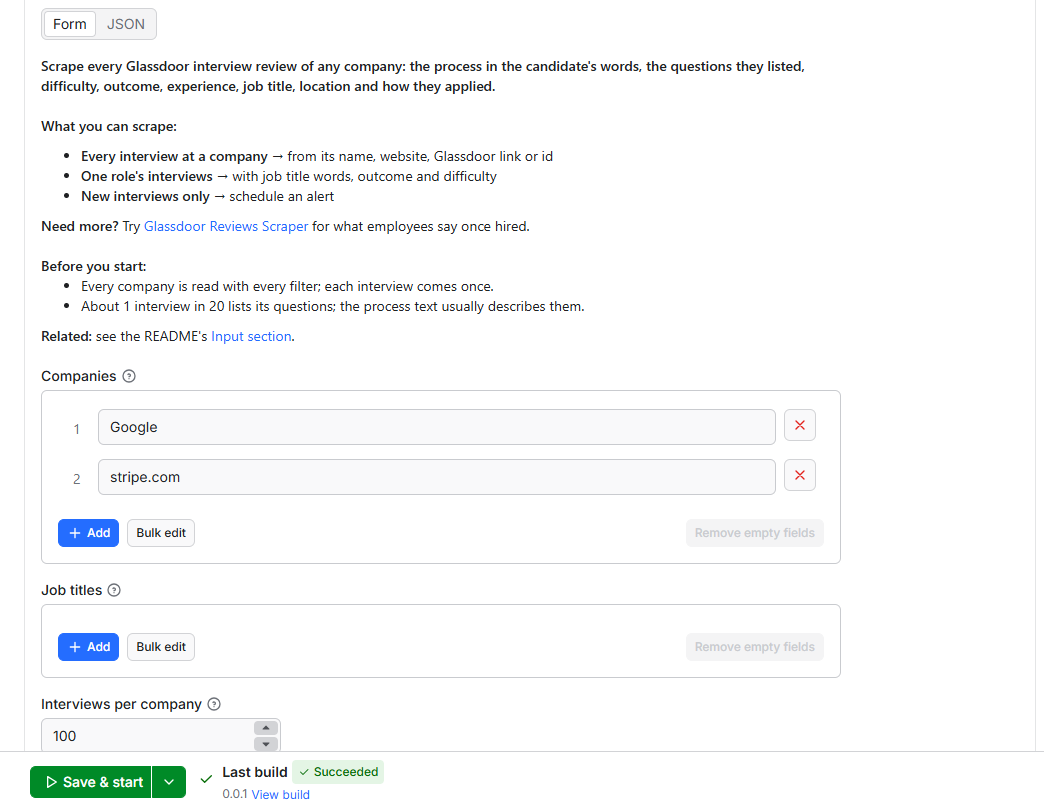 Form JSON
Scrape every Glassdoor interview review of any company: the process in the candidate's words, the questions they listed,
difficulty, outcome, experience, job title, location and how they applied.
What you can scrape:
• Every interview at a company → from its name, website, Glassdoor link or id
• One role's interviews → with job title words, outcome and difficulty
• New interviews only → schedule an alert
Need more? Try Glassdoor Reviews Scraper for what employees say once hired.
Before you start:
• Every company is read with every filter; each interview comes once.
• About 1 interview in 20 lists its questions; the process text usually describes them.
Related: see the README's Input section.
Companies
1 Google
2 stripe.com
+ Add Bulk edit Remove empty fields
Job titles
+ Add Bulk edit Remove empty fields
Interviews per company
100
Save & start Last build Succeeded
0.0.1 View build